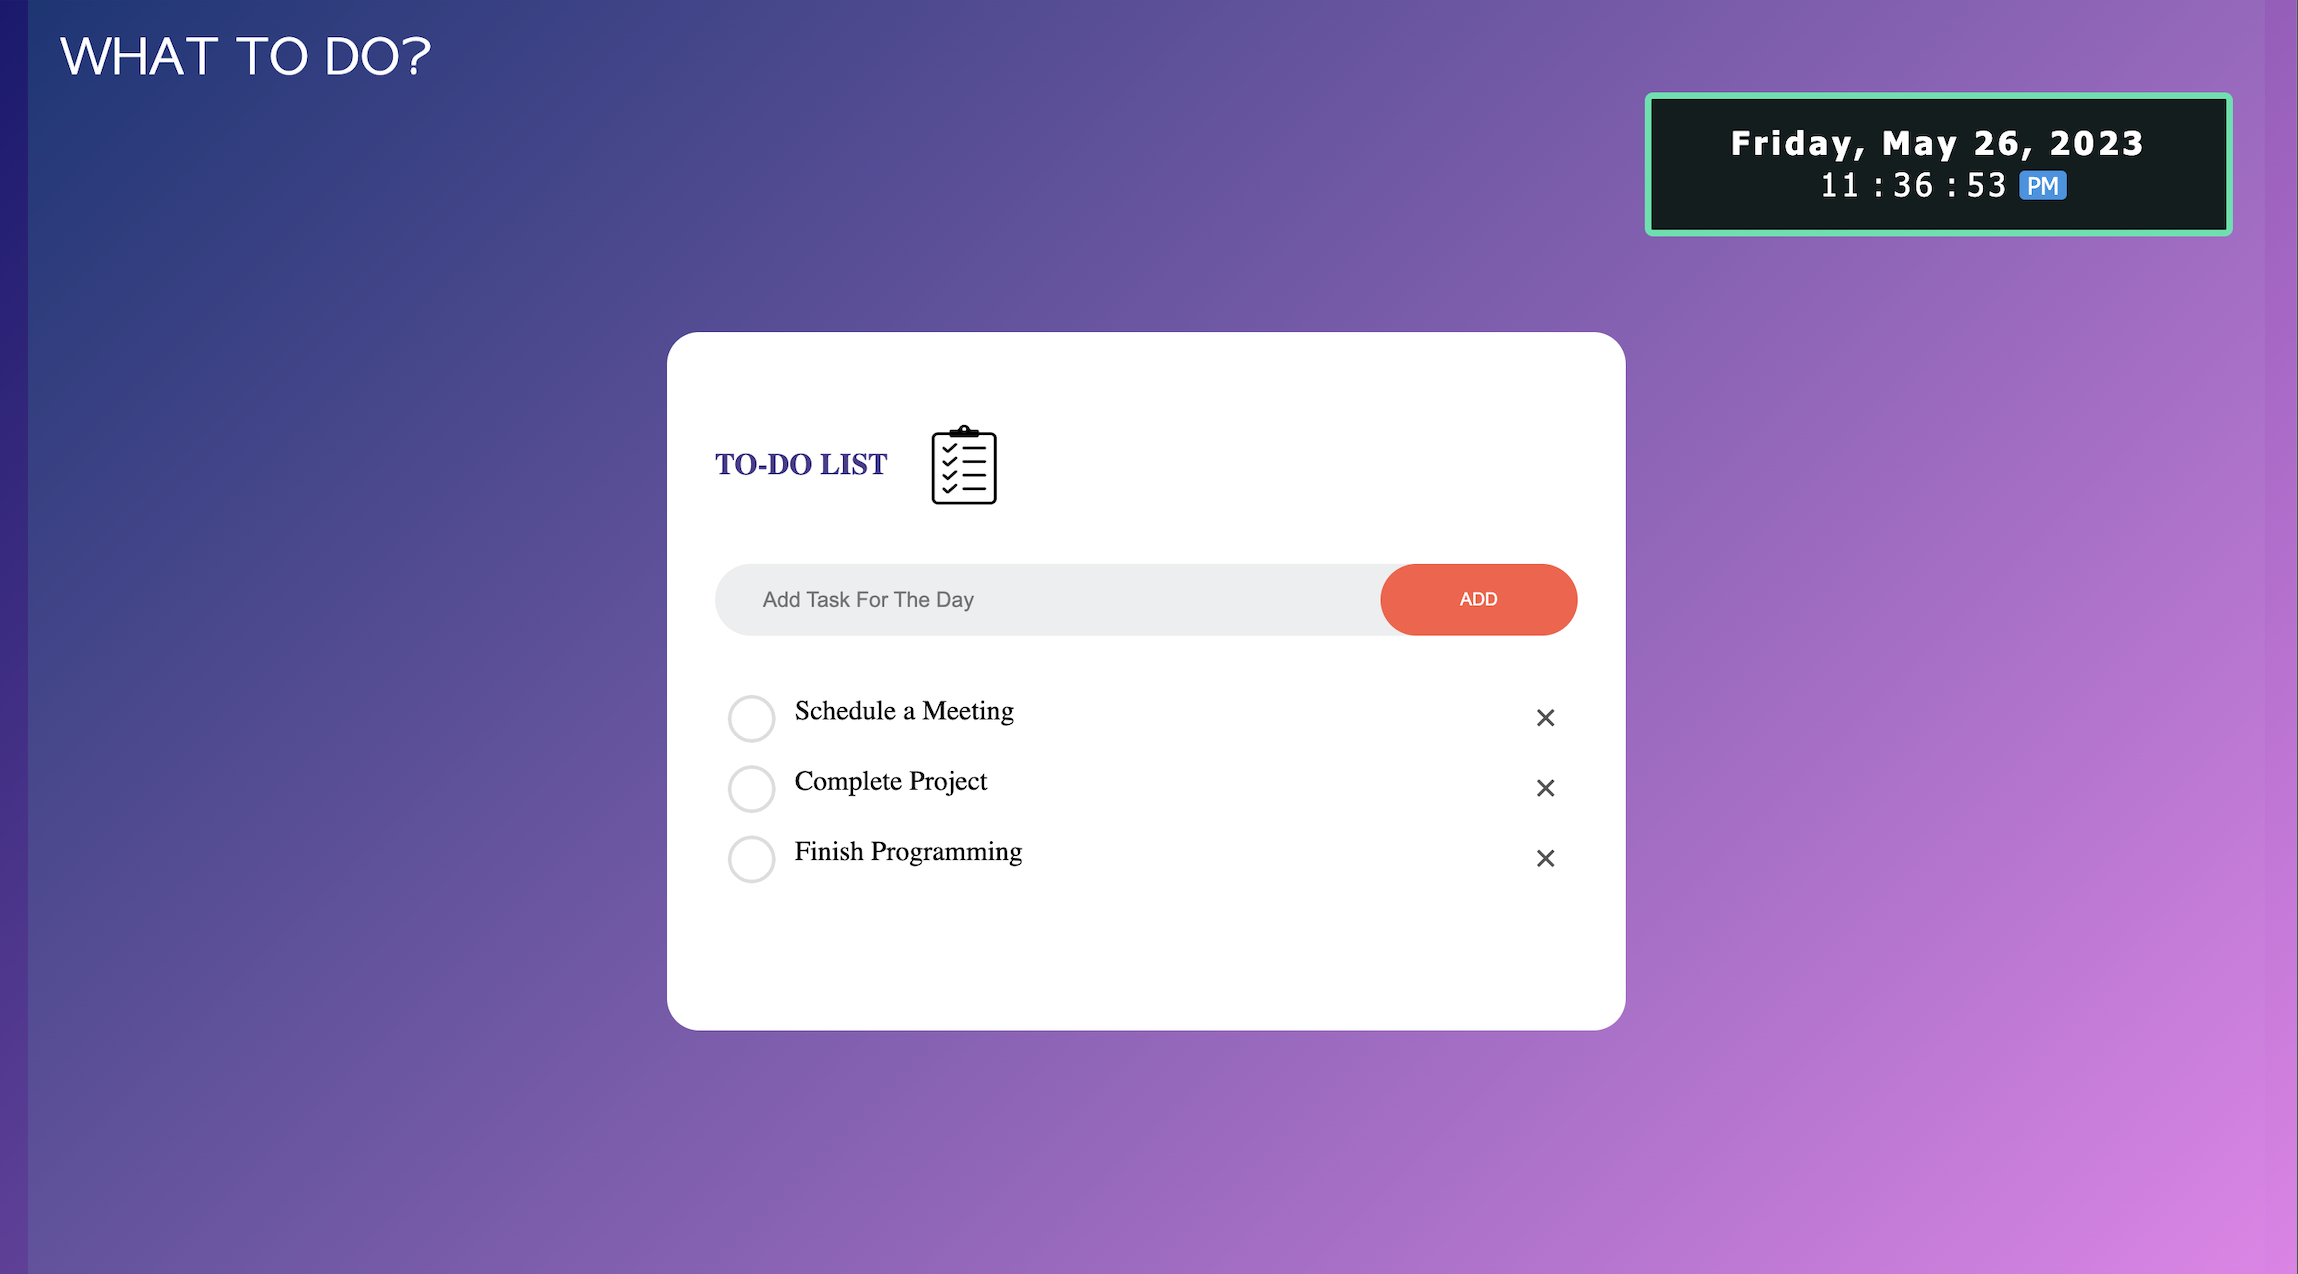 WHAT TO DO?
Friday, May 26, 2023
11 : 36 : 53 PM
TO-DO LIST
Add Task For The Day
ADD
Schedule a Meeting
Complete Project
Finish Programming